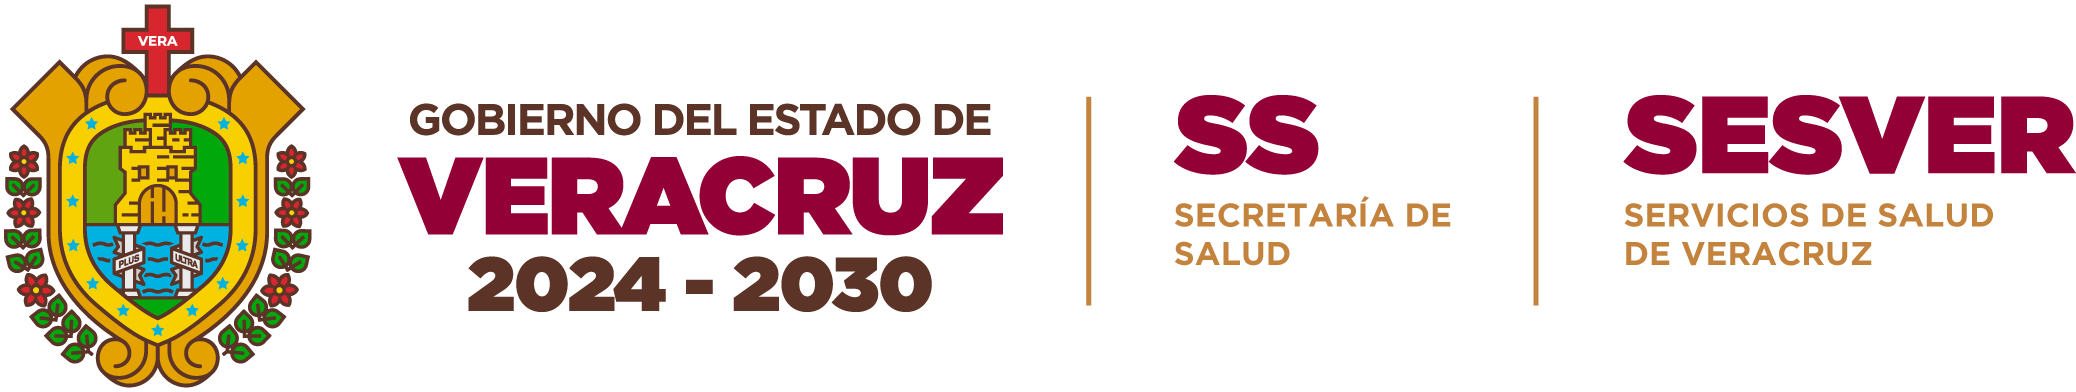 VERA
PLUS
ULTRA
GOBIERNO DEL ESTADO DE
VERACRUZ
2024 - 2030
SS
SECRETARÍA DE
SALUD
SESVER
SERVICIOS DE SALUD
DE VERACRUZ